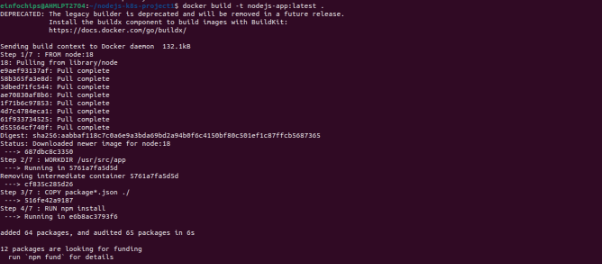 einfochips@AHMLPT2704:~/nodejs-k8s-project$ docker build -t nodejs-app:latest .
DEPRECATED: The legacy builder is deprecated and will be removed in a future release.
Install the buildx component to build images with BuildKit:
https://docs.docker.com/go/buildx/
Sending build context to Docker daemon 132.1kB
Step 1/7 : FROM node:18
18: Pulling from library/node
e9aef93137af: Pull complete
58b365fa3e8d: Pull complete
3dbed71fc544: Pull complete
ae70830af8b6: Pull complete
1f71b6c97853: Pull complete
4d7c4784eca1: Pull complete
61f933734525: Pull complete
d55564cf740f: Pull complete
Digest: sha256:aabbaf118c7c0a6e9a3bda69bd2a94b0f6c4150bf80c501ef1c87ffcb5687365
Status: Downloaded newer image for node:18
---> 687dbc8c3350
Step 2/7 : WORKDIR /usr/src/app
---> Running in 5761a7fa5d5d
Removing intermediate container 5761a7fa5d5d
---> cf835c285d26
Step 3/7 : COPY package*.json ./
---> 516fe42a9187
Step 4/7 : RUN npm install
---> Running in e6b8ac3793f6
added 64 packages, and audited 65 packages in 6s
12 packages are looking for funding
run `npm fund` for details